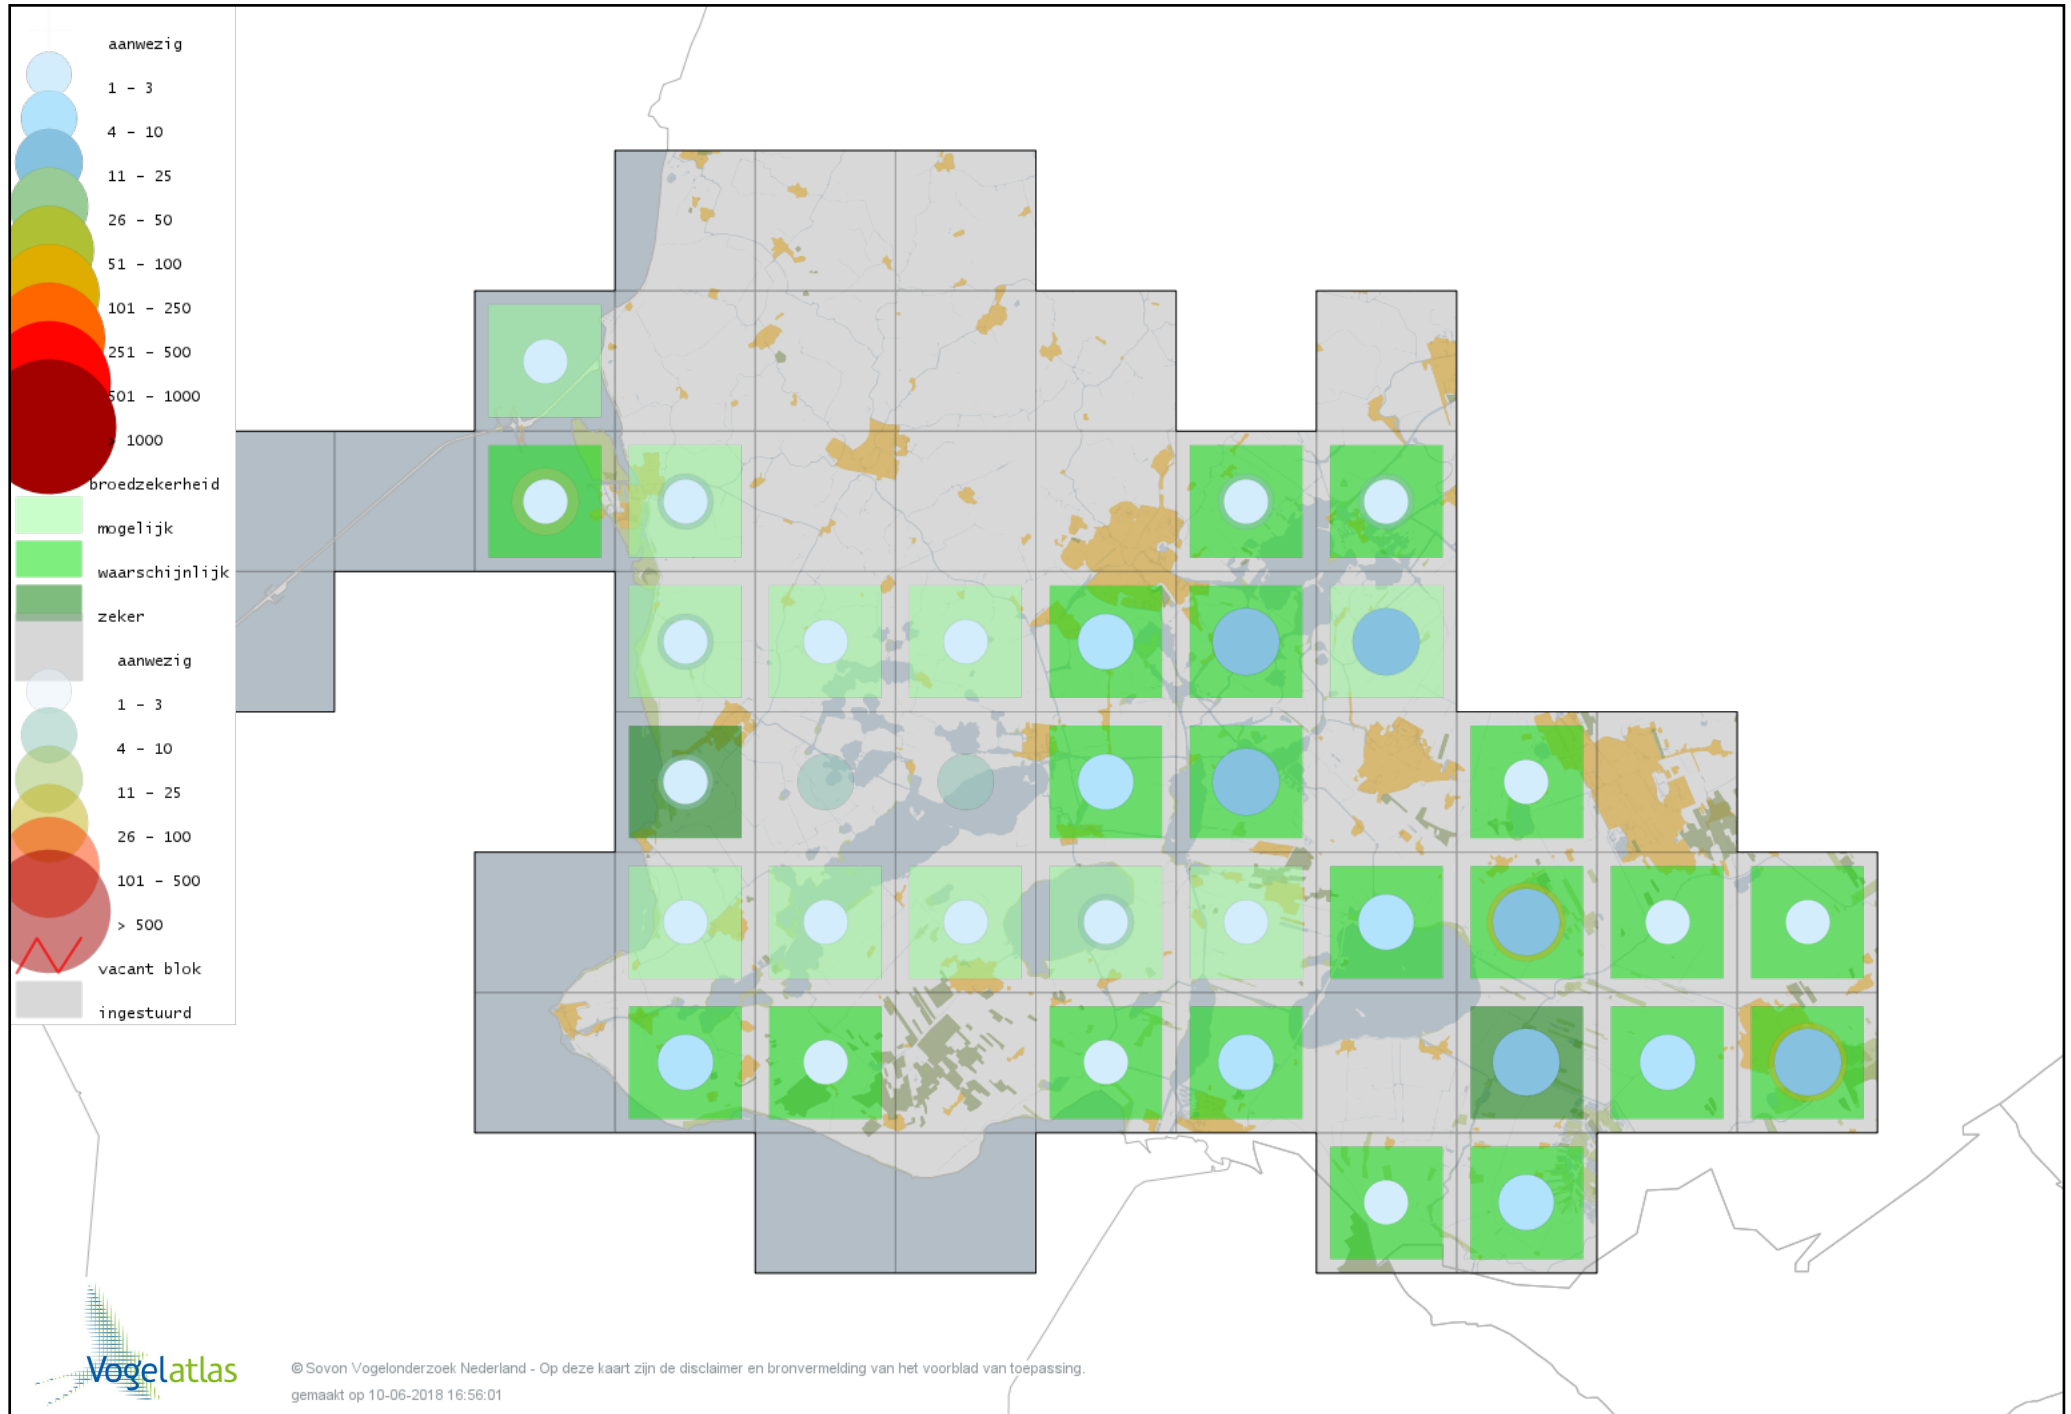 aanwezig
1 - 3
4 - 10
11 - 25
26 - 50
51 - 100
101 - 250
251 - 500
501 - 1000
> 1000
broedzekerheid
mogelijk
waarschijnlijk
zeker
aanwezig
1 - 3
4 - 10
11 - 25
26 - 100
101 - 500
> 500
vacant blok
ingestuurd
Vogelatlas
© Sovon Vogelonderzoek Nederland - Op deze kaart zijn de disclaimer en bronvermelding van het voorblad van toepassing.
gemaakt op 10-06-2018 16:56:01